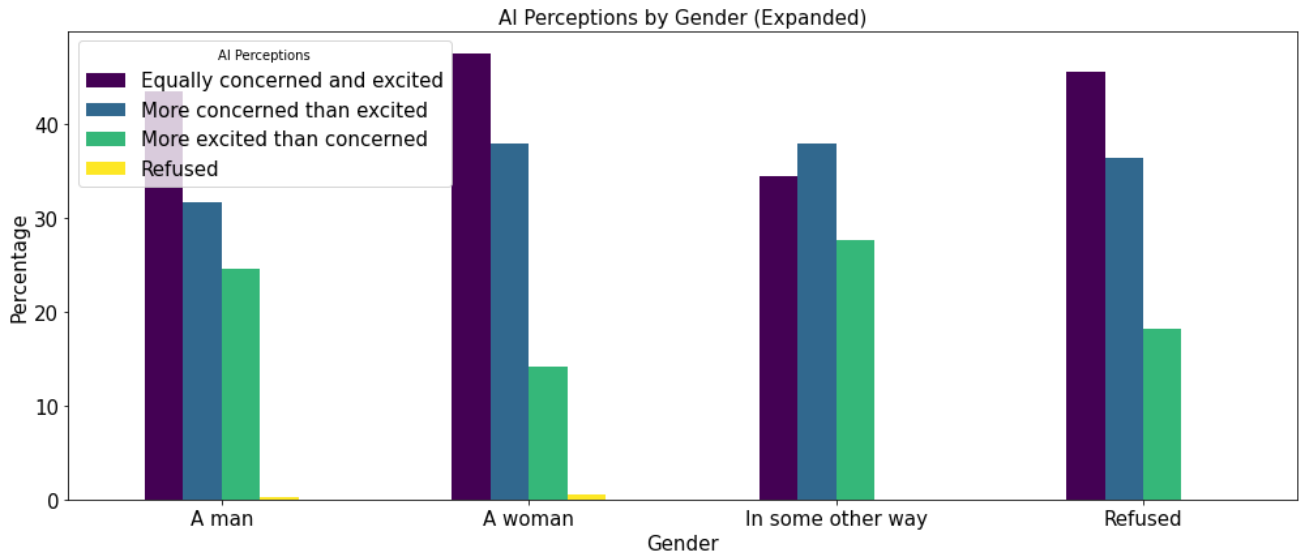 AI Perceptions by Gender (Expanded)
AI Perceptions
Equally concerned and excited
More concerned than excited
More excited than concerned
Refused
Percentage
40
30
20
10
0
A man
A woman
In some other way
Refused
Gender